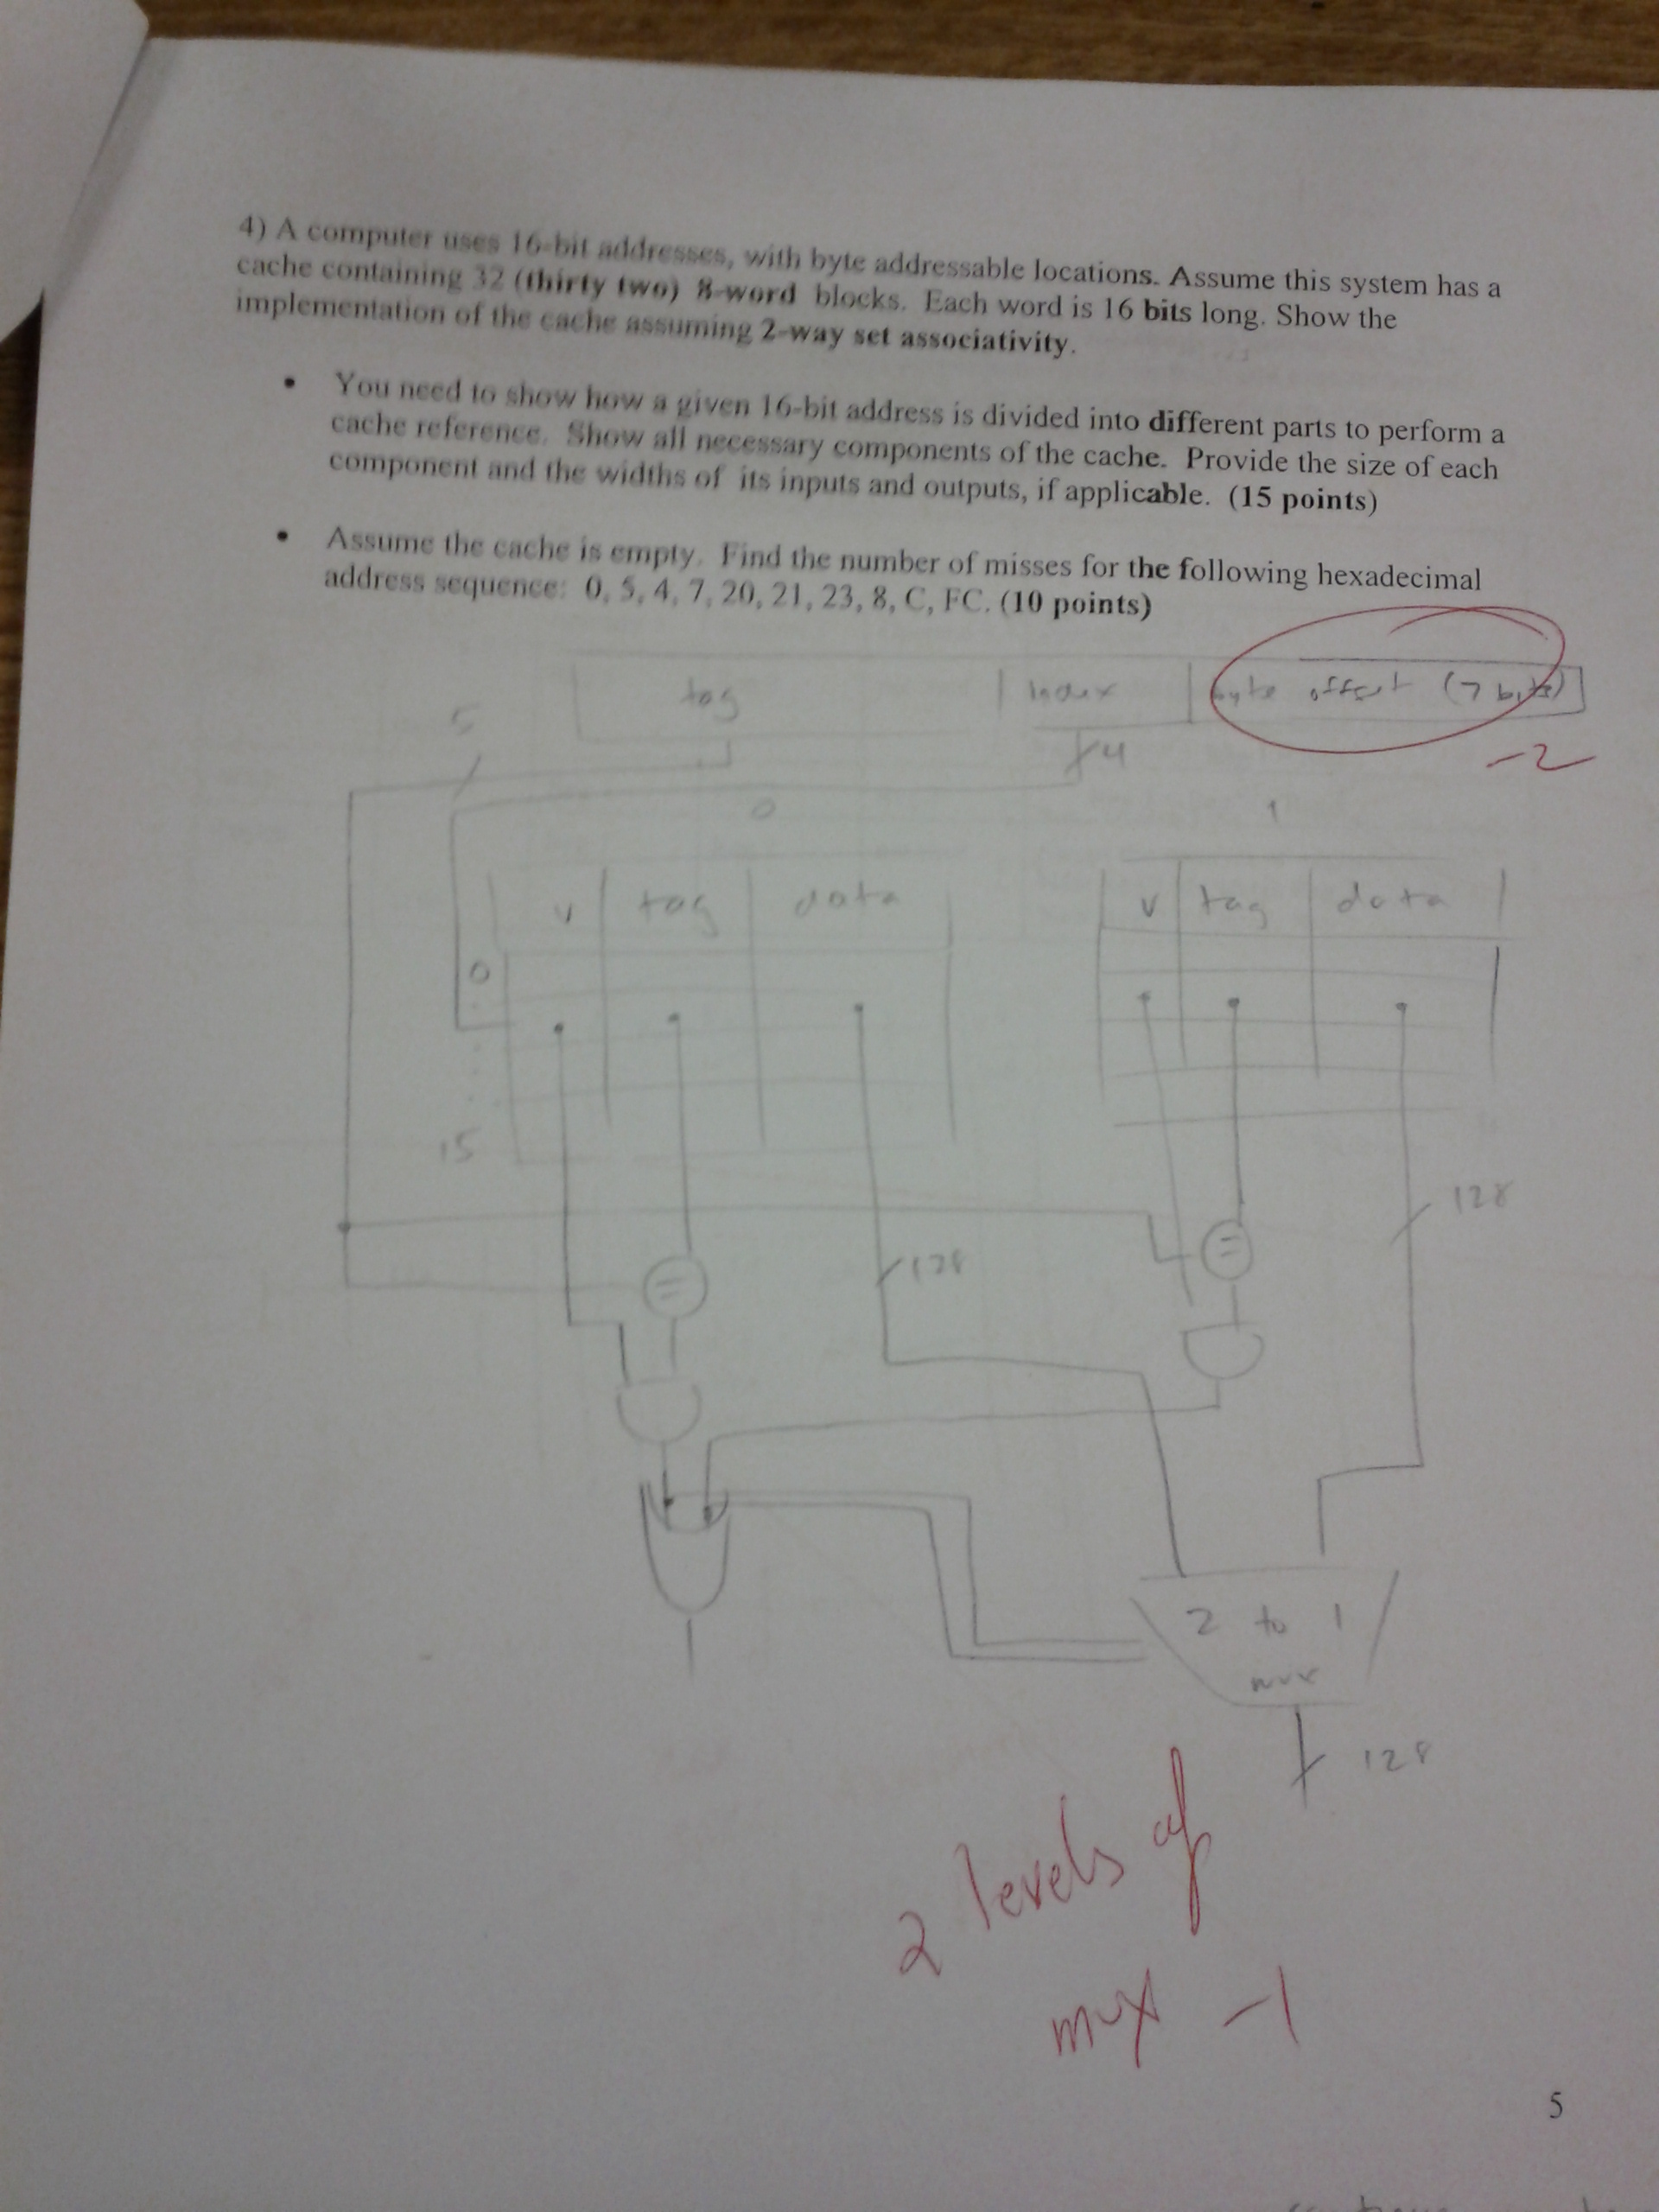 4) A computer uses 16-bit addresses, with byte addressable locations. Assume this system has a
cache containing 32 (thirty two) 8-word blocks. Each word is 16 bits long. Show the
implementation of the cache assuming 2-way set associativity.
• You need to show how a given 16-bit address is divided into different parts to perform a
cache reference. Show all necessary components of the cache. Provide the size of each
component and the widths of its inputs and outputs, if applicable. (15 points)
• Assume the cache is empty. Find the number of misses for the following hexadecimal
address sequence: 0, 5, 4, 7, 20, 21, 23, 8, C, FC. (10 points)
tag index byte offset (7 bits)
5 4 -2
0 1
v tag data v tag data
0
15
128
= =
128
2 to 1
mux
128
2 levels of
mux -1
5